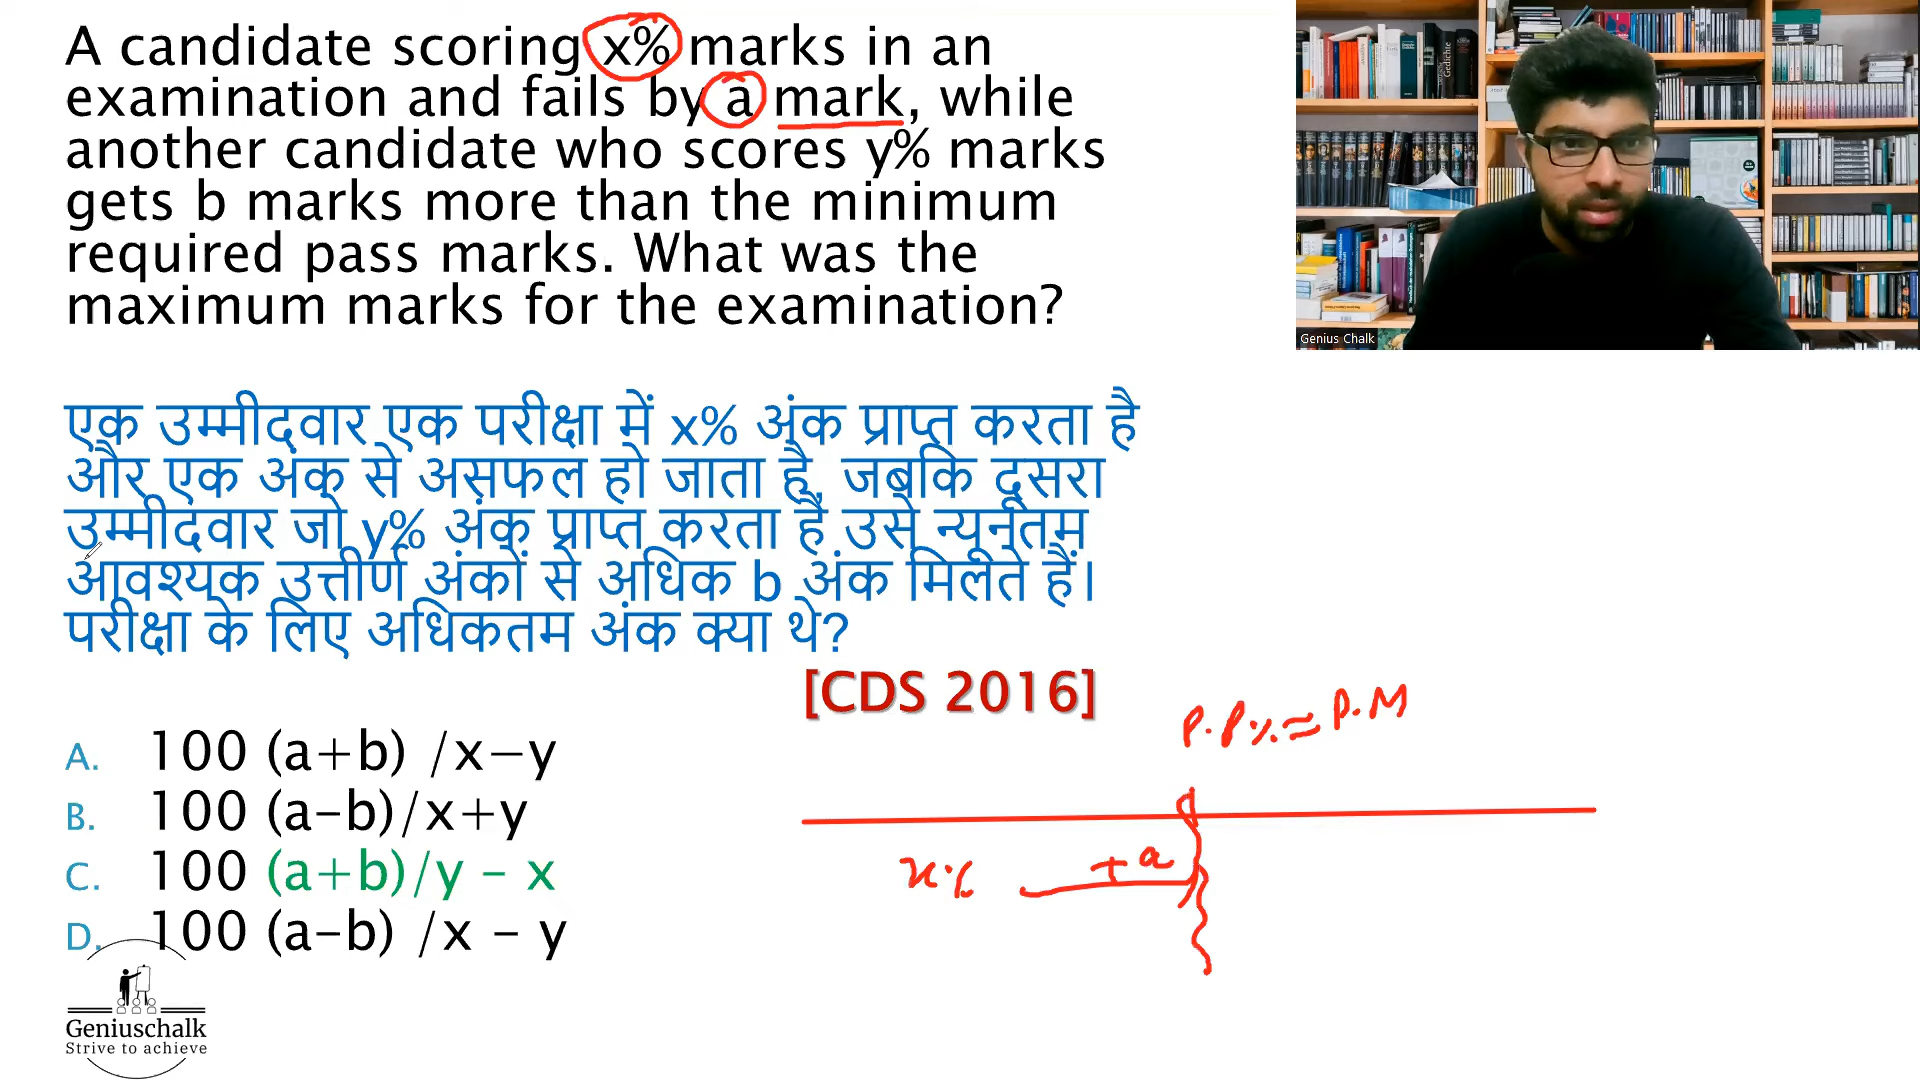 A candidate scoring x% marks in an
examination and fails by a mark, while
another candidate who scores y% marks
gets b marks more than the minimum
required pass marks. What was the
maximum marks for the examination?
Genius Chalk
एक उम्मीदवार एक परीक्षा में x% अंक प्राप्त करता है
और एक अंक से असफल हो जाता है, जबकि दूसरा
उम्मीदवार जो y% अंक प्राप्त करता है उसे न्यूनतम
आवश्यक उत्तीर्ण अंकों से अधिक b अंक मिलते हैं।
परीक्षा के लिए अधिकतम अंक क्या थे?
[CDS 2016]
P.P% = P.M
A. 100 (a+b) /x−y
B. 100 (a–b)/x+y
C. 100 (a+b)/y – x
x% +a
D. 100 (a–b) /x – y
Geniuschalk
Strive to achieve